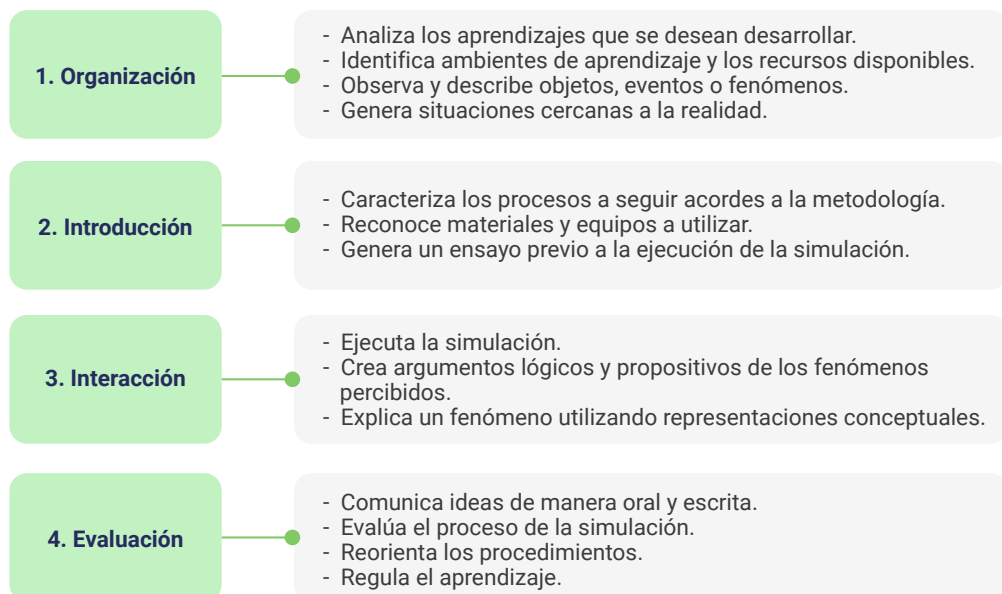 1. Organización
- Analiza los aprendizajes que se desean desarrollar.
- Identifica ambientes de aprendizaje y los recursos disponibles.
- Observa y describe objetos, eventos o fenómenos.
- Genera situaciones cercanas a la realidad.
2. Introducción
- Caracteriza los procesos a seguir acordes a la metodología.
- Reconoce materiales y equipos a utilizar.
- Genera un ensayo previo a la ejecución de la simulación.
3. Interacción
- Ejecuta la simulación.
- Crea argumentos lógicos y propositivos de los fenómenos
percibidos.
- Explica un fenómeno utilizando representaciones conceptuales.
4. Evaluación
- Comunica ideas de manera oral y escrita.
- Evalúa el proceso de la simulación.
- Reorienta los procedimientos.
- Regula el aprendizaje.